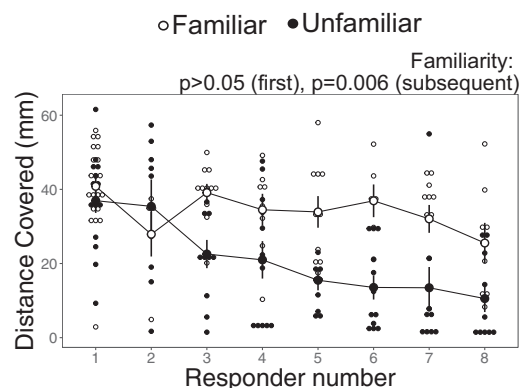 Familiar Unfamiliar
Familiarity:
p>0.05 (first), p=0.006 (subsequent)
Distance Covered (mm)
60
40
20
0
1 2 3 4 5 6 7 8
Responder number